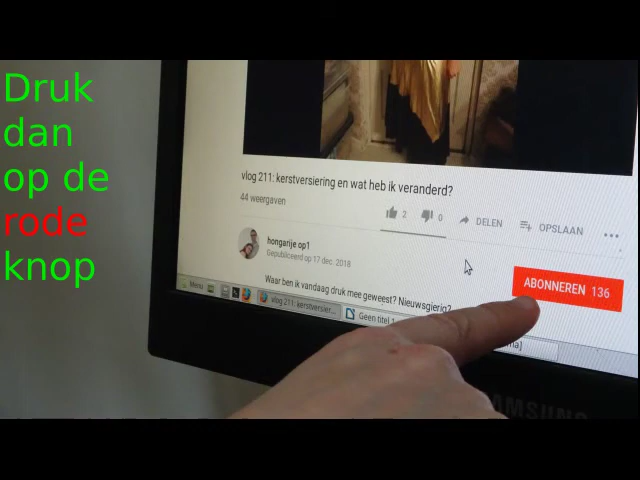 Druk
dan
op de
rode
knop
vlog 211: kerstversiering en wat heb ik veranderd?
44 weergaven
2
0
DELEN
OPSLAAN
hongarije op1
Gepubliceerd op 17 dec. 2018
ABONNEREN 136
Waar ben ik vandaag druk mee geweest? Nieuwsgierig?
Menu
vlog 211: kerstversier...
Geen titel 1
SAMSUNG